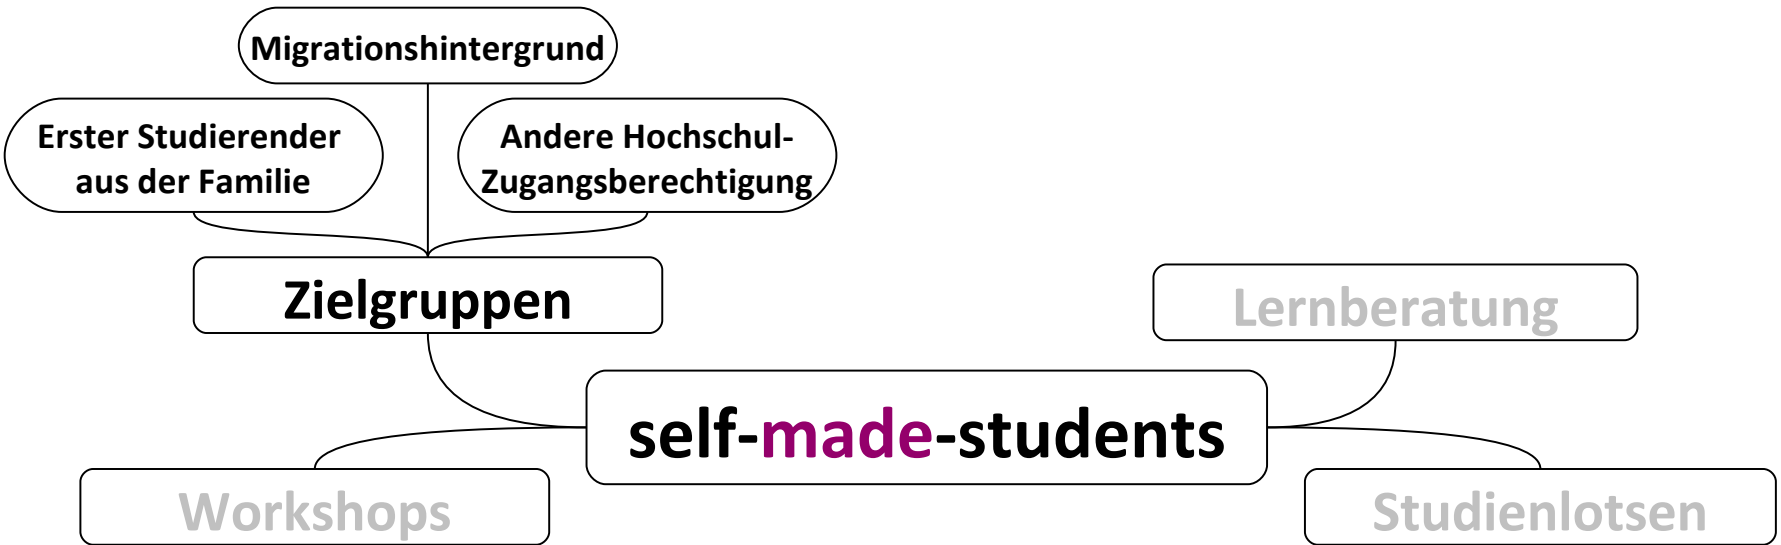 Migrationshintergrund
Erster Studierender
aus der Familie
Andere Hochschul-
Zugangsberechtigung
Zielgruppen
Lernberatung
self-made-students
Workshops
Studienlotsen